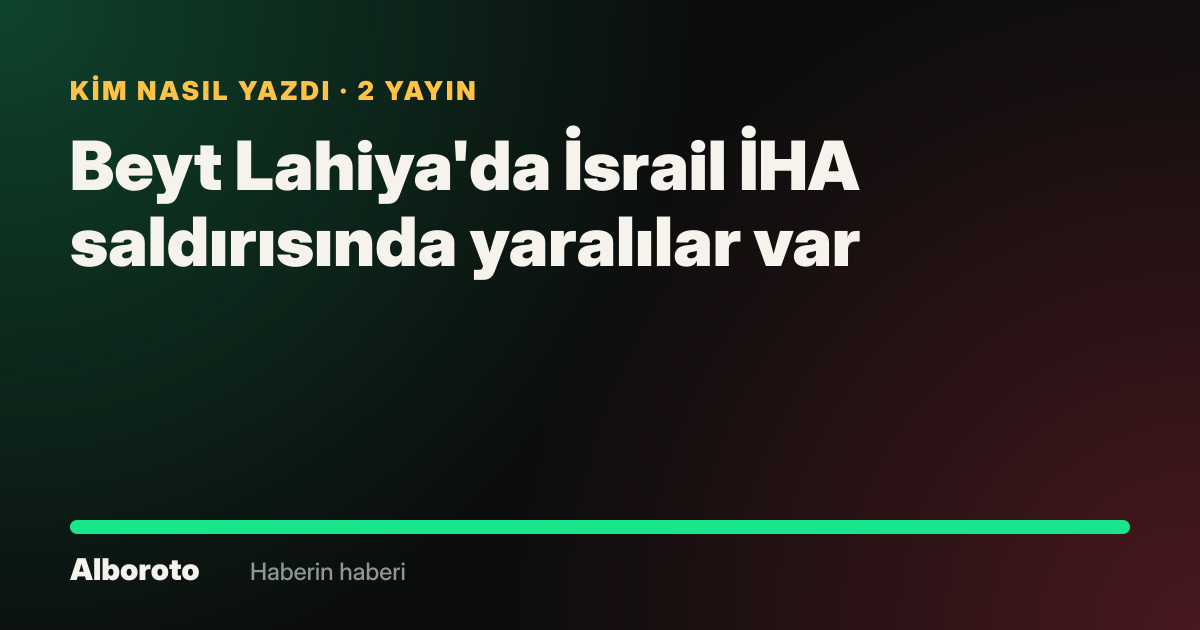 KİM NASIL YAZDI · 2 YAYIN
Beyt Lahiya'da İsrail İHA
saldırısında yaralılar var
Alboroto
Haberin haberi